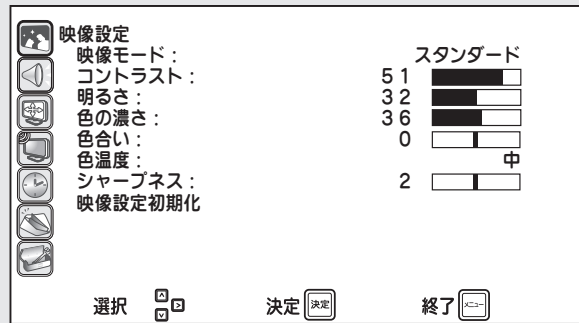 映像設定
映像モード： スタンダード
コントラスト： 51
明るさ： 32
色の濃さ： 36
色合い： 0
色温度： 中
シャープネス： 2
映像設定初期化
選択 決定 決定 終了 メニュー